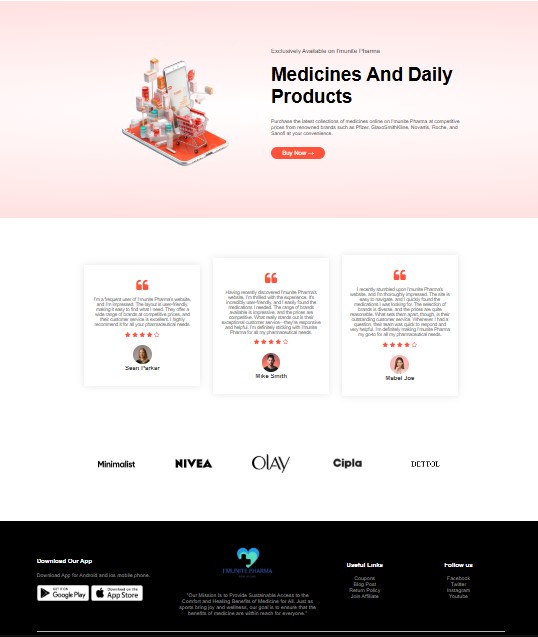 Exclusively Available on I'munite Pharma
Medicines And Daily
Products
Purchase the latest collections of medicines online on I'munite Pharma at competitive
prices from renowned brands such as Pfizer, GlaxoSmithKline, Novartis, Roche, and
Sanofi at your convenience.
Buy Now →
I'm a frequent user of I'munite Pharma's website,
and I'm impressed. The layout is user-friendly,
making it easy to find what I need. They offer a
wide range of brands at competitive prices, and
their customer service is excellent. I highly
recommend it for all your pharmaceutical needs.
Sean Parker
Having recently discovered I'munite Pharma's
website, I'm thrilled with the experience. It's
incredibly user-friendly, and I easily found the
medications I needed. The range of brands
available is impressive, and the prices are
competitive. What really stands out is their
exceptional customer service—they're responsive
and helpful. I'm definitely sticking with I'munite
Pharma for all my pharmaceutical needs.
Mike Smith
I recently stumbled upon I'munite Pharma's
website, and I'm thoroughly impressed. The site is
easy to navigate, and I quickly found the
medications I was looking for. The selection of
brands is diverse, and the prices are quite
reasonable. What sets them apart, though, is their
outstanding customer service. Whenever I had a
question, their team was quick to respond and
very helpful. I'm definitely making I'munite Pharma
my go-to for all my pharmaceutical needs.
Mabel Joe
Minimalist
NIVEA
OLAY
Cipla
DETTOL
Download Our App
Download App for Android and ios mobile phone.
GET IT ON
Google Play
Download on the
App Store
I'MUNITE PHARMA
"Our Mission is to Provide Sustainable Access to the
Comfort and Healing Benefits of Medicine for All. Just as
sports bring joy and wellness, our goal is to ensure that the
benefits of medicine are within reach for everyone."
Useful Links
Coupons
Blog Post
Return Policy
Join Affiliate
Follow us
Facebook
Twitter
Instagram
Youtube